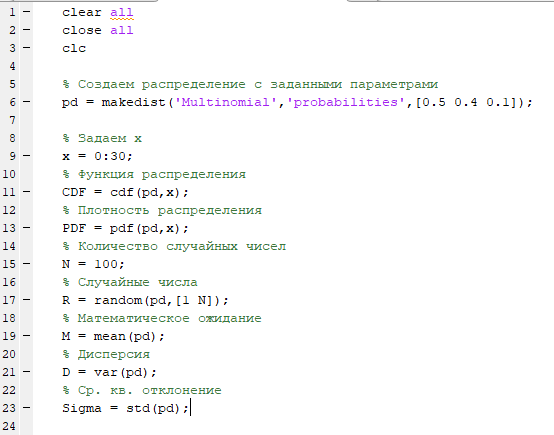 1 - clear all
2 - close all
3 - clc
4
5 % Создаем распределение с заданными параметрами
6 - pd = makedist('Multinomial','probabilities',[0.5 0.4 0.1]);
7
8 % Задаем x
9 - x = 0:30;
10 % Функция распределения
11 - CDF = cdf(pd,x);
12 % Плотность распределения
13 - PDF = pdf(pd,x);
14 % Количество случайных чисел
15 - N = 100;
16 % Случайные числа
17 - R = random(pd,[1 N]);
18 % Математическое ожидание
19 - M = mean(pd);
20 % Дисперсия
21 - D = var(pd);
22 % Ср. кв. отклонение
23 - Sigma = std(pd);
24